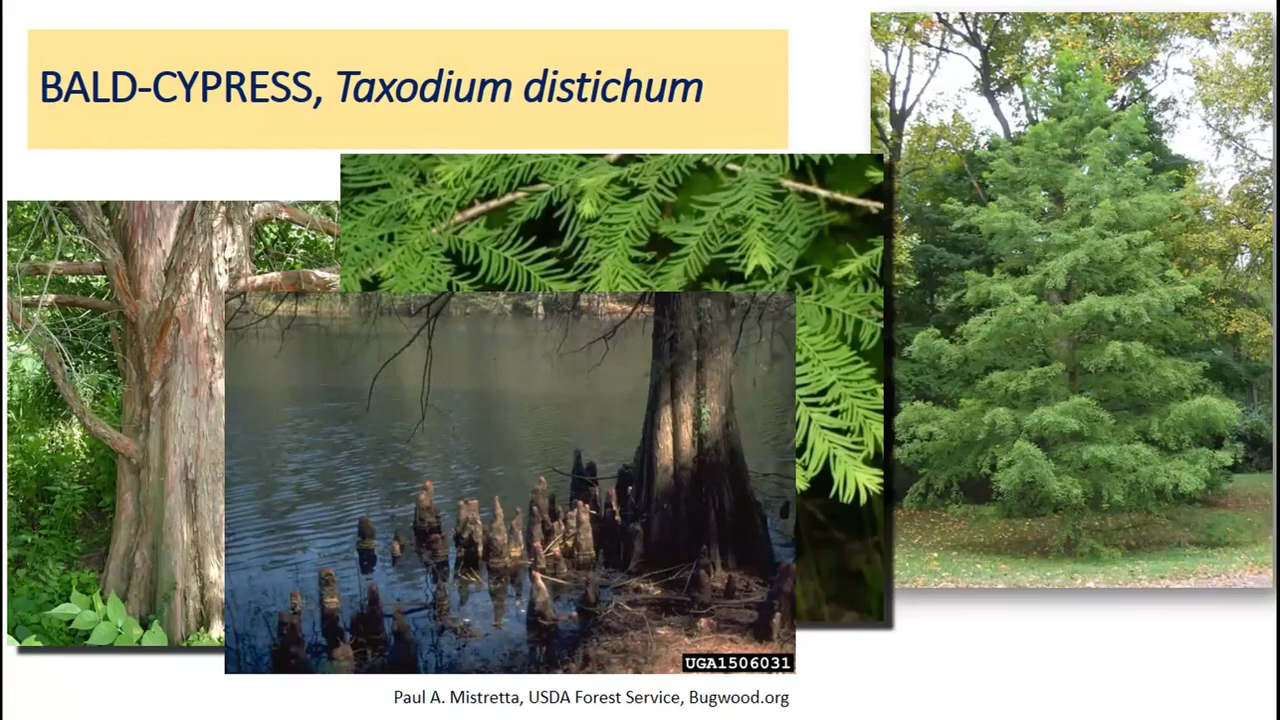 BALD-CYPRESS, Taxodium distichum
UGA1506031
Paul A. Mistretta, USDA Forest Service, Bugwood.org